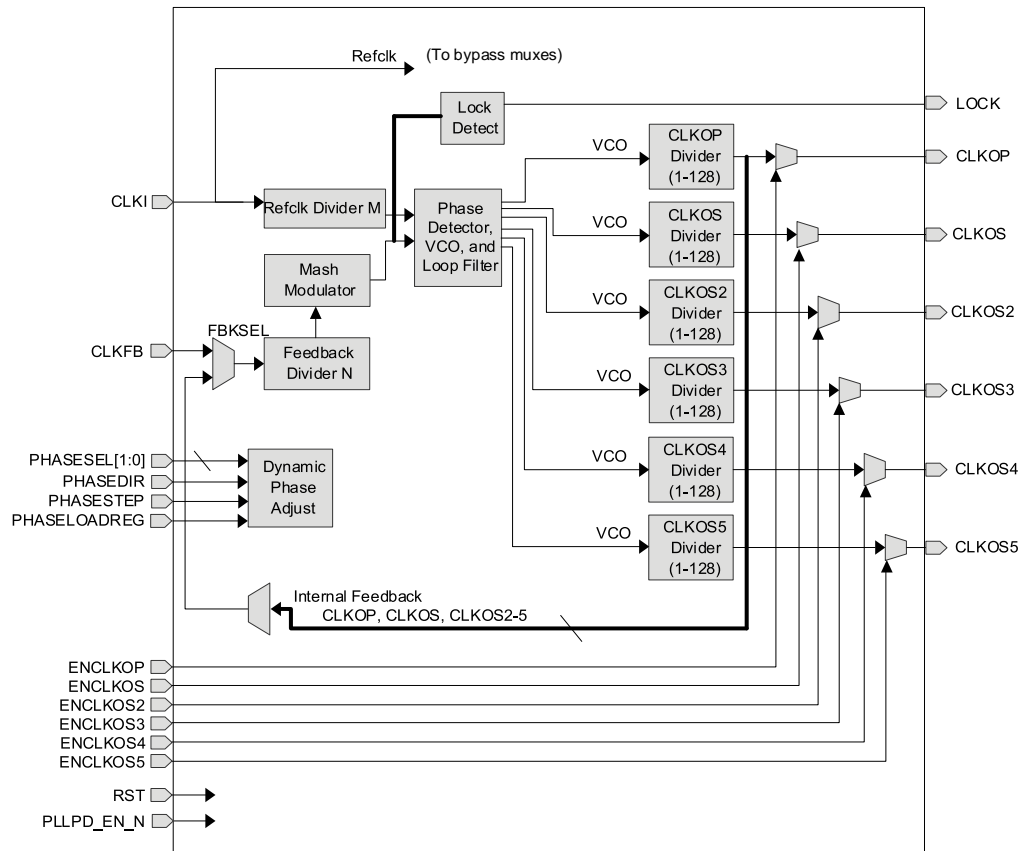 Refclk (To bypass muxes)
Lock
Detect
LOCK
VCO
CLKOP
Divider
(1-128)
CLKOP
CLKI
Refclk Divider M
Phase
Detector,
VCO, and
Loop Filter
VCO
CLKOS
Divider
(1-128)
CLKOS
Mash
Modulator
VCO
CLKOS2
Divider
(1-128)
CLKOS2
FBKSEL
CLKFB
Feedback
Divider N
VCO
CLKOS3
Divider
(1-128)
CLKOS3
PHASESEL[1:0]
PHASEDIR
PHASESTEP
PHASELOADREG
Dynamic
Phase
Adjust
VCO
CLKOS4
Divider
(1-128)
CLKOS4
VCO
CLKOS5
Divider
(1-128)
CLKOS5
Internal Feedback
CLKOP, CLKOS, CLKOS2-5
ENCLKOP
ENCLKOS
ENCLKOS2
ENCLKOS3
ENCLKOS4
ENCLKOS5
RST
PLLPD_EN_N